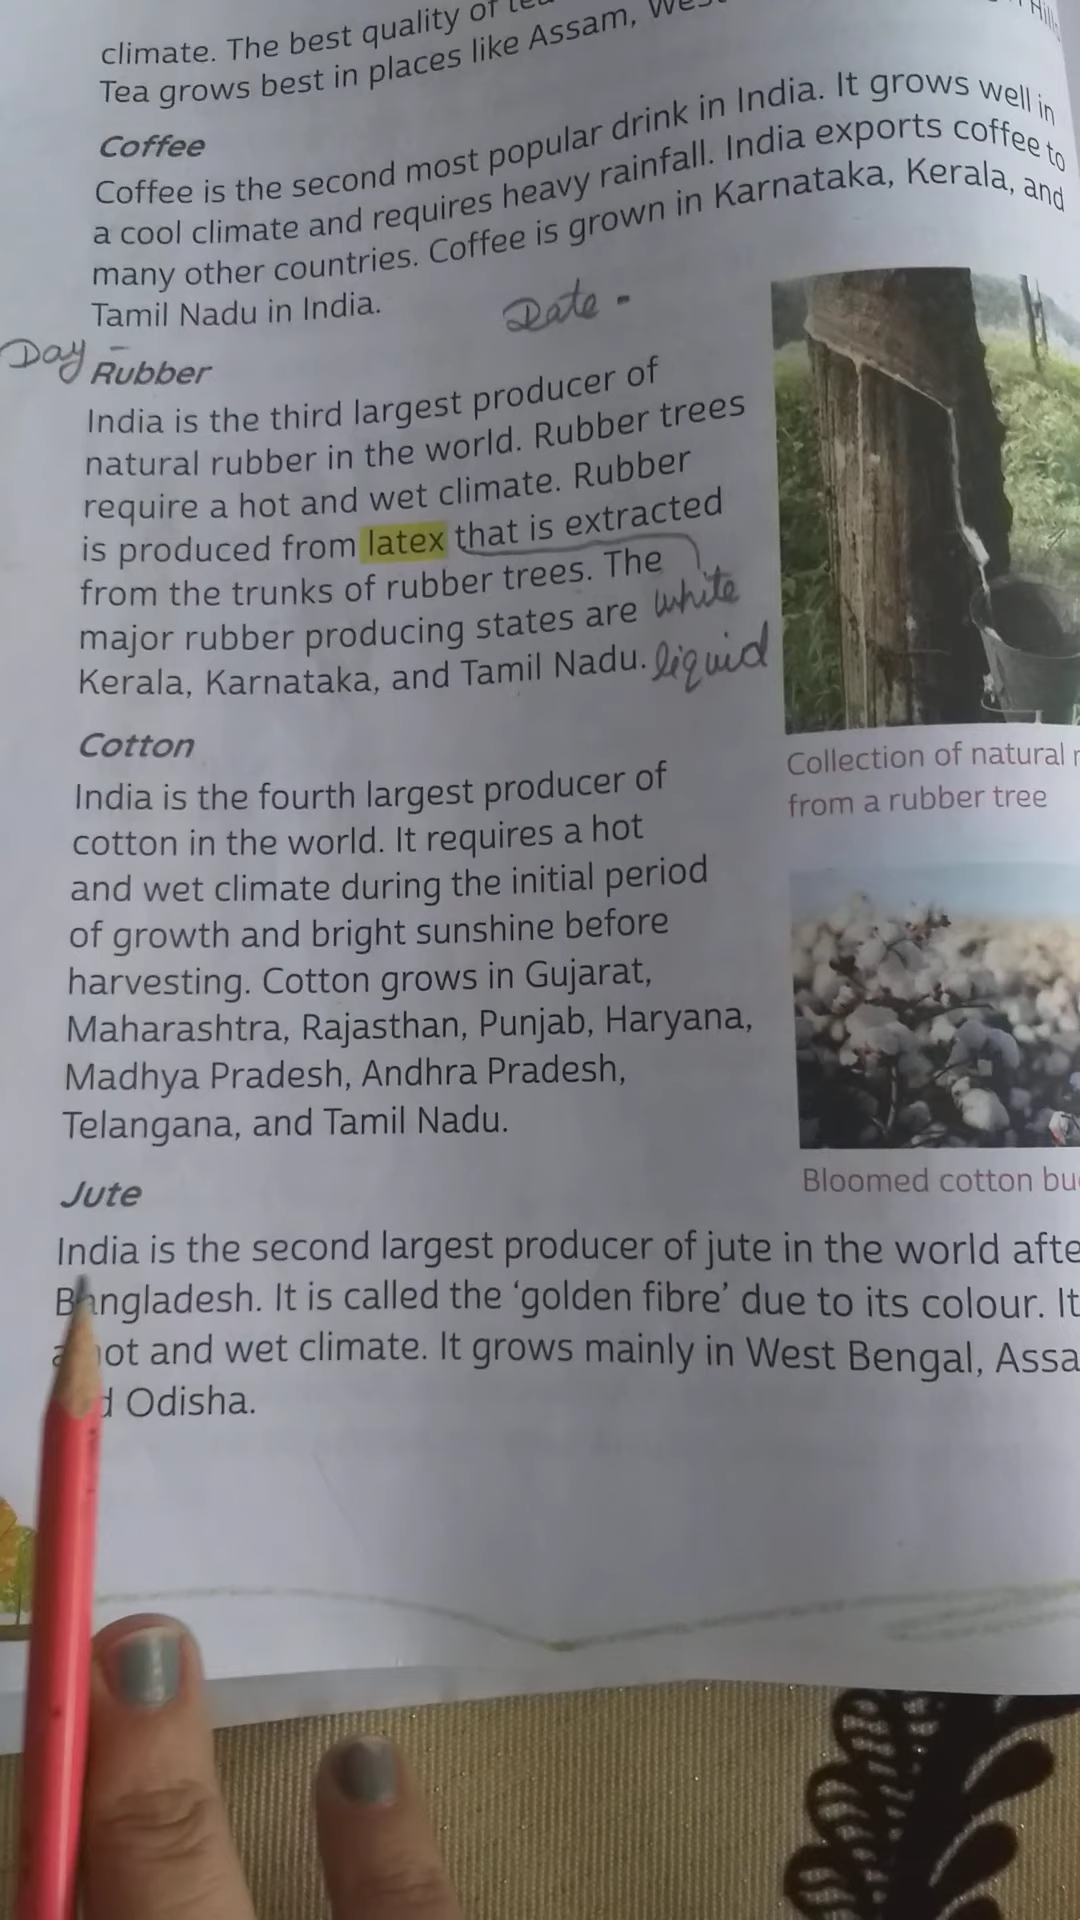 climate. The best quality of
Tea grows best in places like Assam,
Coffee
Coffee is the second most popular drink in India. It grows well in
a cool climate and requires heavy rainfall. India exports coffee to
many other countries. Coffee is grown in Karnataka, Kerala, and
Tamil Nadu in India.
Date -
Day -
Rubber
India is the third largest producer of
natural rubber in the world. Rubber trees
require a hot and wet climate. Rubber
is produced from latex that is extracted
from the trunks of rubber trees. The
major rubber producing states are
Kerala, Karnataka, and Tamil Nadu.
white
liquid
Collection of natural
from a rubber tree
Cotton
India is the fourth largest producer of
cotton in the world. It requires a hot
and wet climate during the initial period
of growth and bright sunshine before
harvesting. Cotton grows in Gujarat,
Maharashtra, Rajasthan, Punjab, Haryana,
Madhya Pradesh, Andhra Pradesh,
Telangana, and Tamil Nadu.
Bloomed cotton
Jute
India is the second largest producer of jute in the world
Bangladesh. It is called the ‘golden fibre’ due to its colour. It
and wet climate. It grows mainly in West Bengal,
Odisha.